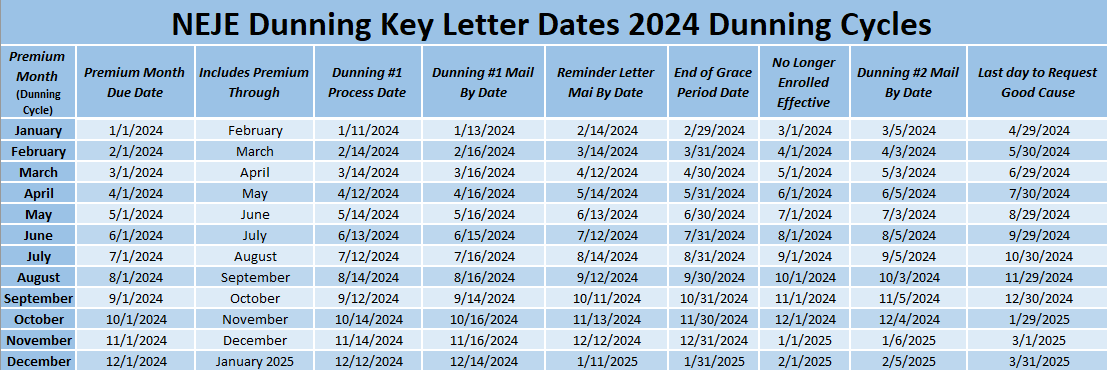 NEJE Dunning Key Letter Dates 2024 Dunning Cycles
Premium Month (Dunning Cycle) Premium Month Due Date Includes Premium Through Dunning #1 Process Date Dunning #1 Mail By Date Reminder Letter Mai By Date End of Grace Period Date No Longer Enrolled Effective Dunning #2 Mail By Date Last day to Request Good Cause
January 1/1/2024 February 1/11/2024 1/13/2024 2/14/2024 2/29/2024 3/1/2024 3/5/2024 4/29/2024
February 2/1/2024 March 2/14/2024 2/16/2024 3/14/2024 3/31/2024 4/1/2024 4/3/2024 5/30/2024
March 3/1/2024 April 3/14/2024 3/16/2024 4/12/2024 4/30/2024 5/1/2024 5/3/2024 6/29/2024
April 4/1/2024 May 4/12/2024 4/16/2024 5/14/2024 5/31/2024 6/1/2024 6/5/2024 7/30/2024
May 5/1/2024 June 5/14/2024 5/16/2024 6/13/2024 6/30/2024 7/1/2024 7/3/2024 8/29/2024
June 6/1/2024 July 6/13/2024 6/15/2024 7/12/2024 7/31/2024 8/1/2024 8/5/2024 9/29/2024
July 7/1/2024 August 7/12/2024 7/16/2024 8/14/2024 8/31/2024 9/1/2024 9/5/2024 10/30/2024
August 8/1/2024 September 8/14/2024 8/16/2024 9/12/2024 9/30/2024 10/1/2024 10/3/2024 11/29/2024
September 9/1/2024 October 9/12/2024 9/14/2024 10/11/2024 10/31/2024 11/1/2024 11/5/2024 12/30/2024
October 10/1/2024 November 10/14/2024 10/16/2024 11/13/2024 11/30/2024 12/1/2024 12/4/2024 1/29/2025
November 11/1/2024 December 11/14/2024 11/16/2024 12/12/2024 12/31/2024 1/1/2025 1/6/2025 3/1/2025
December 12/1/2024 January 2025 12/12/2024 12/14/2024 1/11/2025 1/31/2025 2/1/2025 2/5/2025 3/31/2025